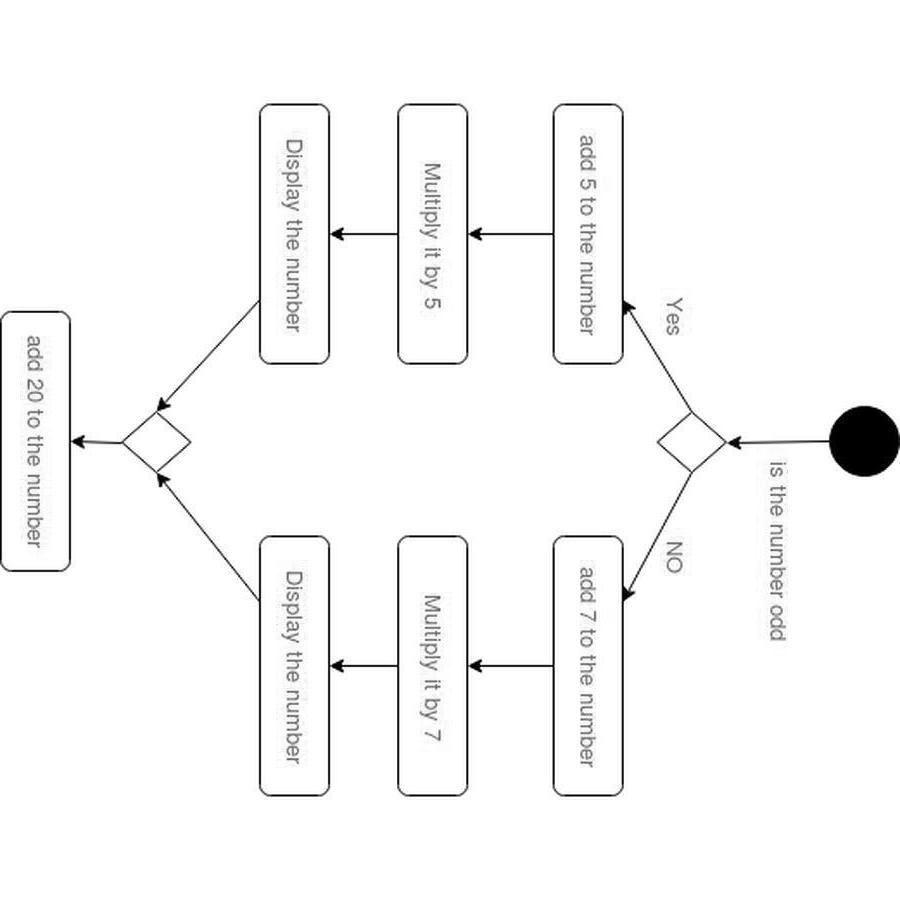 is the number odd
Yes
NO
add 5 to the number
add 7 to the number
Multiply it by 5
Multiply it by 7
Display the number
Display the number
add 20 to the number